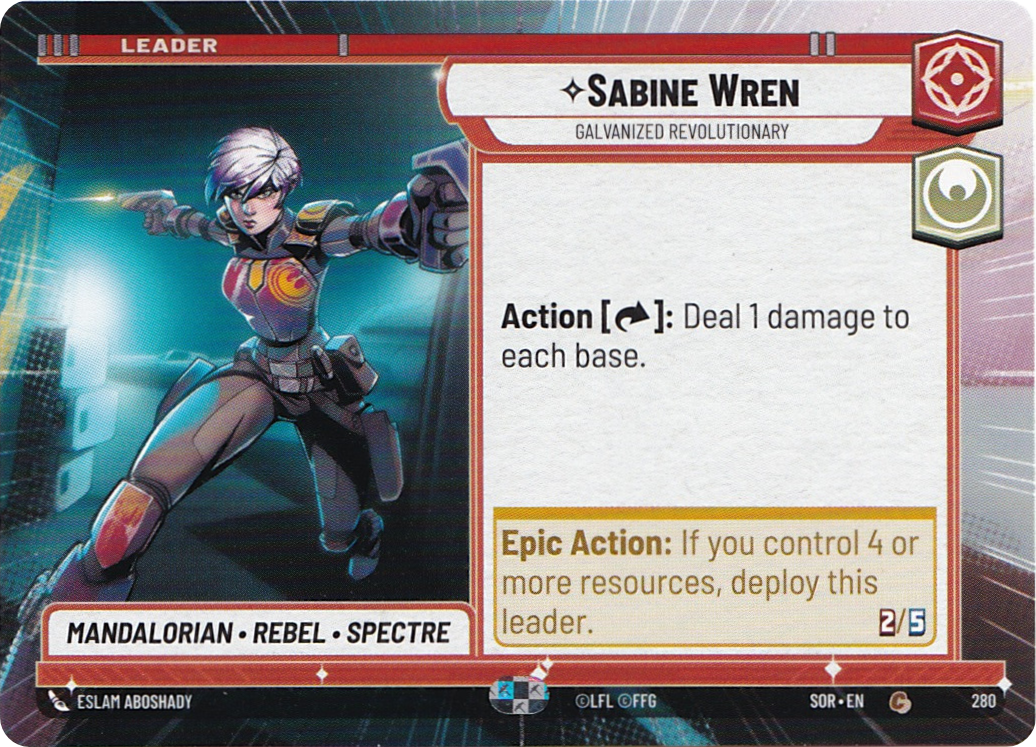 LEADER
SABINE WREN
GALVANIZED REVOLUTIONARY
Action [ ]: Deal 1 damage to
each base.
Epic Action: If you control 4 or
more resources, deploy this
leader.
2/5
MANDALORIAN • REBEL • SPECTRE
ESLAM ABOSHADY
©LFL ©FFG
SOR • EN
C
280